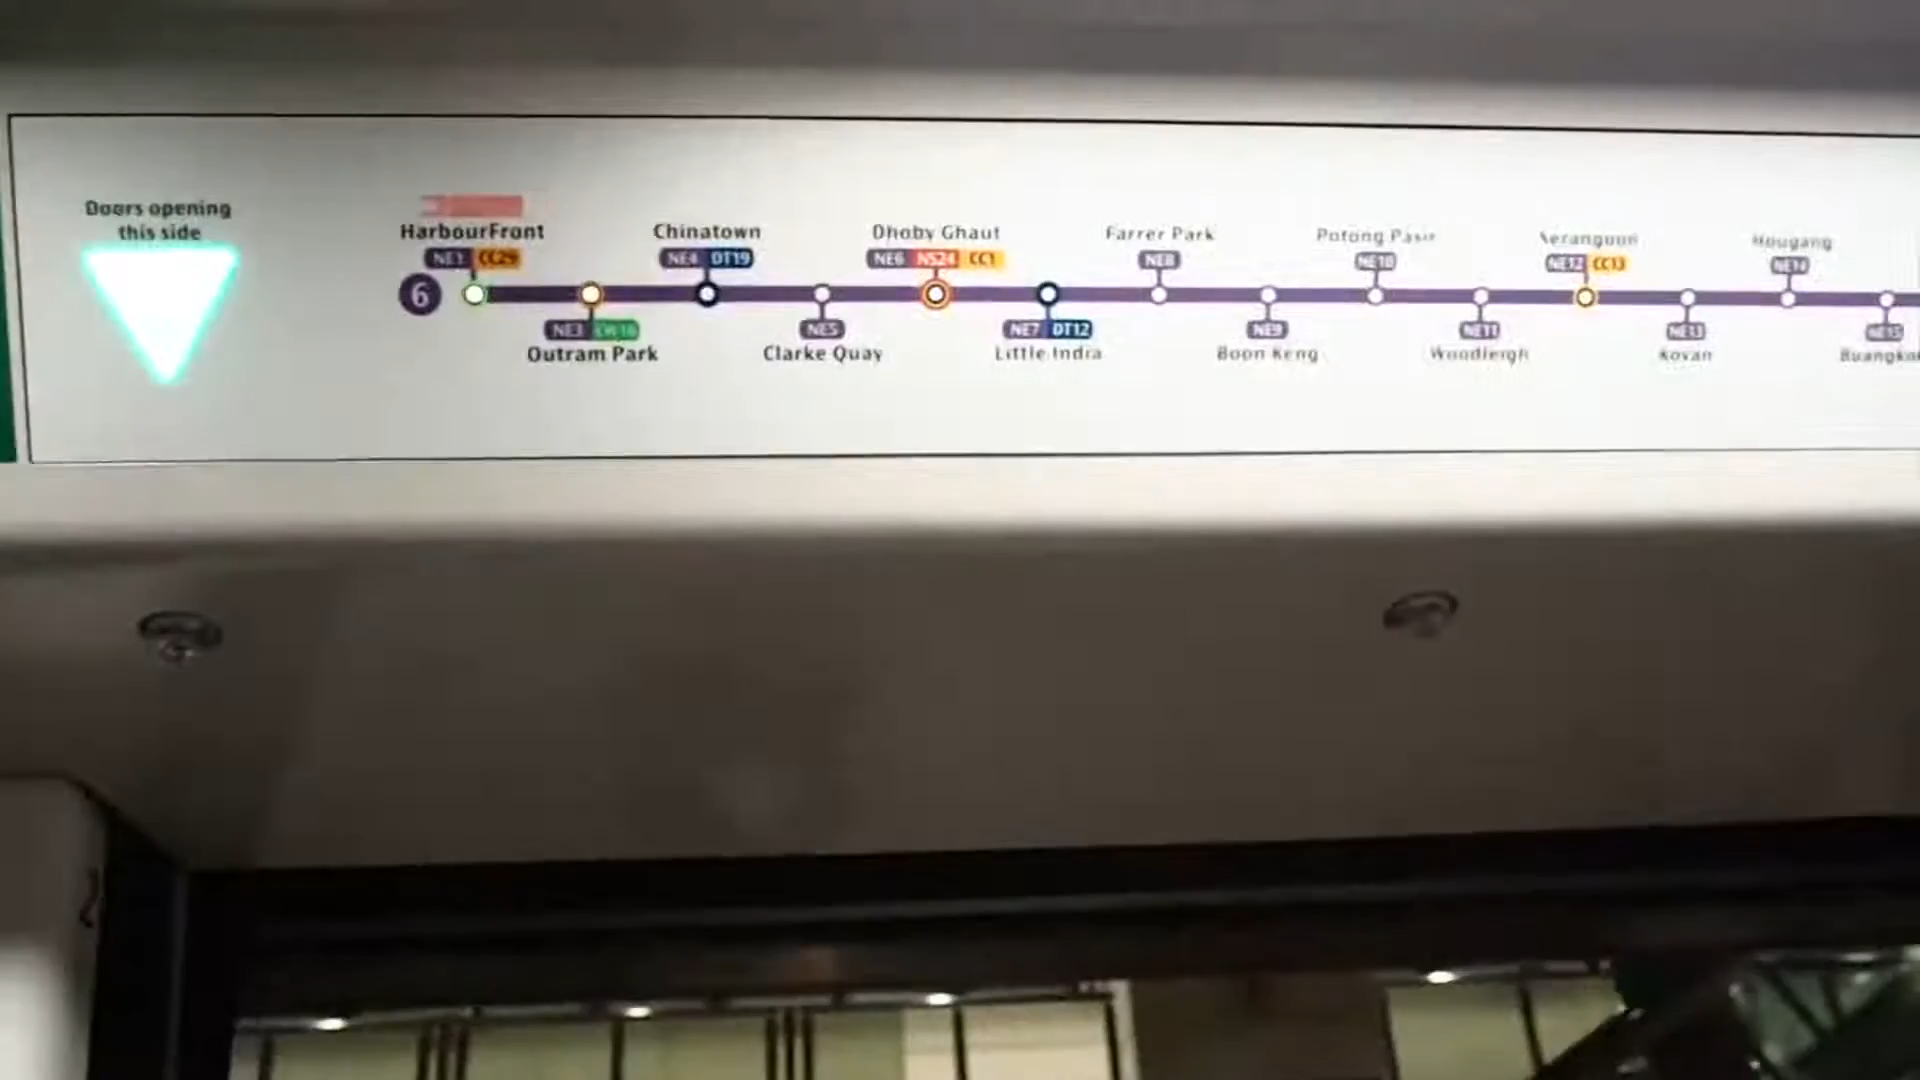 Doors opening
this side
HarbourFront
NE1 CC29
Chinatown
NE4 DT19
Dhoby Ghaut
NE6 NS24 CC1
Farrer Park
NE8
Potong Pasir
NE10
Serangoon
NE12 CC13
Hougang
NE14
6
NE3 EW16
Outram Park
NE5
Clarke Quay
NE7 DT12
Little India
NE9
Boon Keng
NE11
Woodleigh
NE13
Kovan
NE15
Buangko